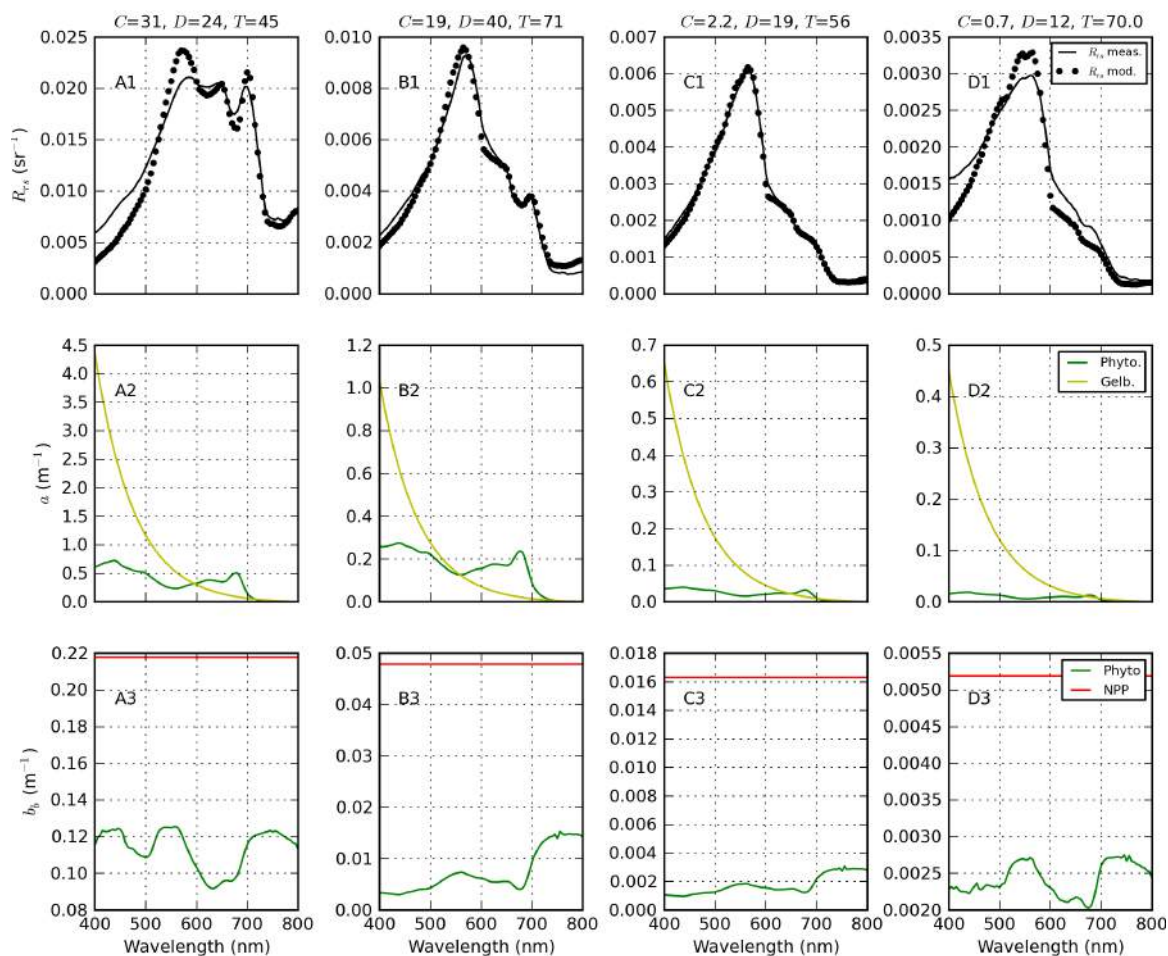 C=31, D=24, T=45
C=19, D=40, T=71
C=2.2, D=19, T=56
C=0.7, D=12, T=70.0
R_rs (sr⁻¹)
0.025
0.020
0.015
0.010
0.005
0.000
A1
0.010
0.008
0.006
0.004
0.002
0.000
B1
0.007
0.006
0.005
0.004
0.003
0.002
0.001
0.000
C1
0.0035
0.0030
0.0025
0.0020
0.0015
0.0010
0.0005
0.0000
D1
R_rs meas.
R_rs mod.
a (m⁻¹)
4.5
4.0
3.5
3.0
2.5
2.0
1.5
1.0
0.5
0.0
A2
1.2
1.0
0.8
0.6
0.4
0.2
0.0
B2
0.7
0.6
0.5
0.4
0.3
0.2
0.1
0.0
C2
0.5
0.4
0.3
0.2
0.1
0.0
D2
Phyto.
Gelb.
b_b (m⁻¹)
0.22
0.20
0.18
0.16
0.14
0.12
0.10
0.08
A3
400 500 600 700 800
Wavelength (nm)
0.05
0.04
0.03
0.02
0.01
0.00
B3
400 500 600 700 800
Wavelength (nm)
0.018
0.016
0.014
0.012
0.010
0.008
0.006
0.004
0.002
0.000
C3
400 500 600 700 800
Wavelength (nm)
0.0055
0.0050
0.0045
0.0040
0.0035
0.0030
0.0025
0.0020
D3
Phyto
NPP
400 500 600 700 800
Wavelength (nm)